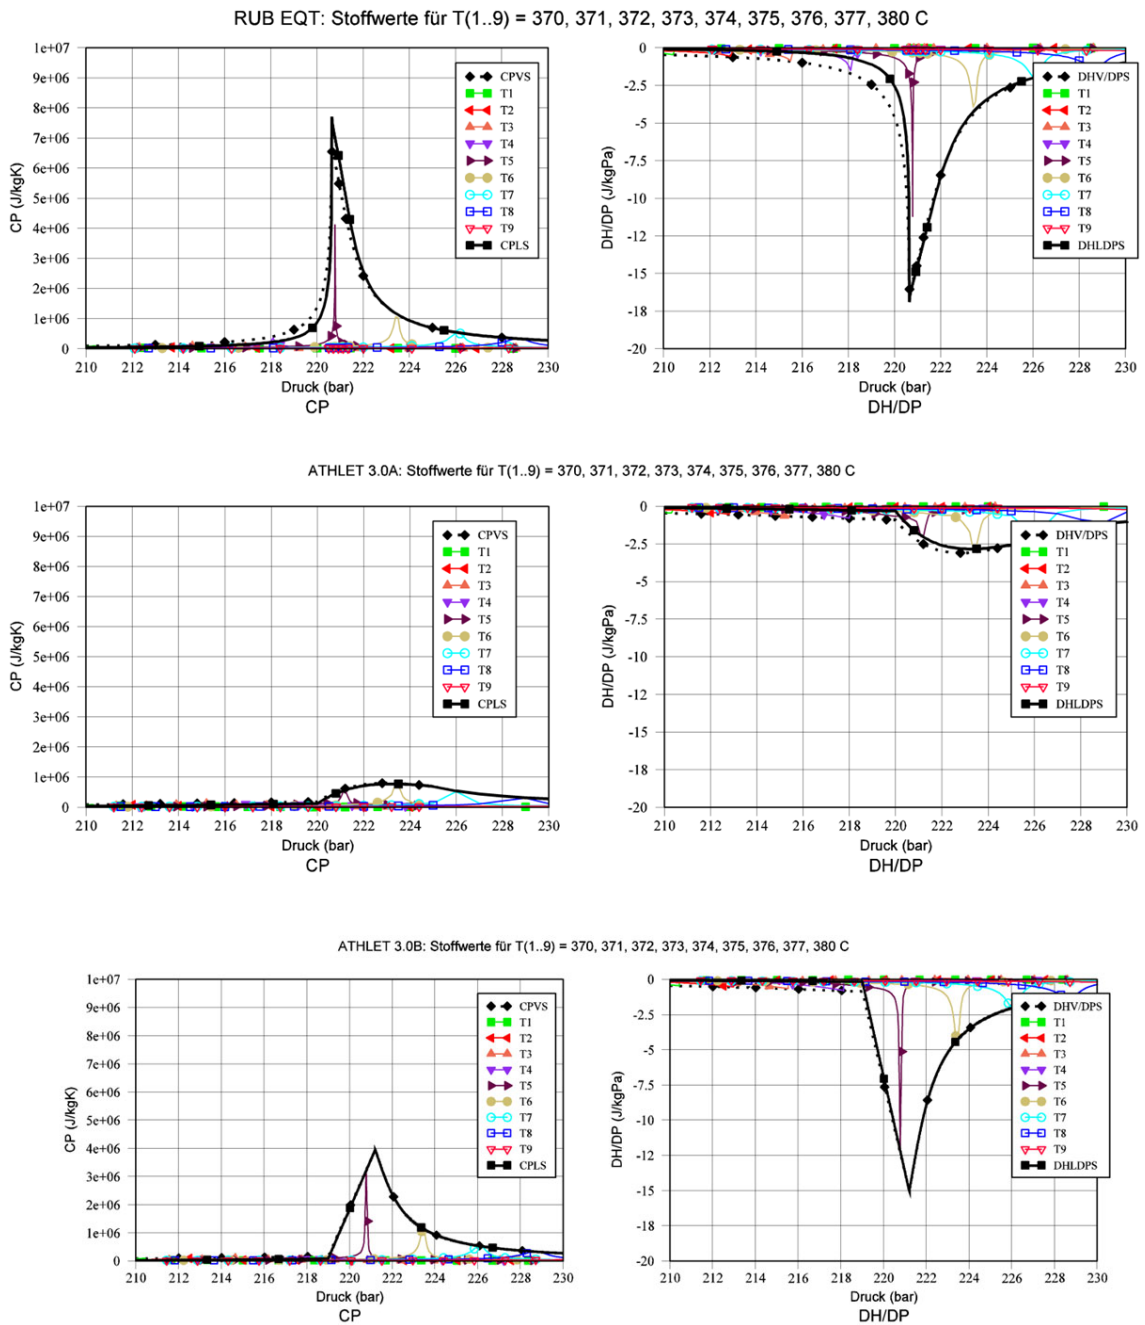 RUB EQT: Stoffwerte für T(1..9) = 370, 371, 372, 373, 374, 375, 376, 377, 380 C
CP (J/kgK)
1e+07
9e+06
8e+06
7e+06
6e+06
5e+06
4e+06
3e+06
2e+06
1e+06
0
210 212 214 216 218 220 222 224 226 228 230
Druck (bar)
CP
CPVS
T1
T2
T3
T4
T5
T6
T7
T8
T9
CPLS
DH/DP (J/kgPa)
0
-2.5
-5
-7.5
-10
-12
-15
-18
-20
210 212 214 216 218 220 222 224 226 228 230
Druck (bar)
DH/DP
DHV/DPS
T1
T2
T3
T4
T5
T6
T7
T8
T9
DHLDPS
ATHLET 3.0A: Stoffwerte für T(1..9) = 370, 371, 372, 373, 374, 375, 376, 377, 380 C
CP (J/kgK)
1e+07
9e+06
8e+06
7e+06
6e+06
5e+06
4e+06
3e+06
2e+06
1e+06
0
210 212 214 216 218 220 222 224 226 228 230
Druck (bar)
CP
CPVS
T1
T2
T3
T4
T5
T6
T7
T8
T9
CPLS
DH/DP (J/kgPa)
0
-2.5
-5
-7.5
-10
-12
-15
-18
-20
210 212 214 216 218 220 222 224 226 228 230
Druck (bar)
DH/DP
DHV/DPS
T1
T2
T3
T4
T5
T6
T7
T8
T9
DHLDPS
ATHLET 3.0B: Stoffwerte für T(1..9) = 370, 371, 372, 373, 374, 375, 376, 377, 380 C
CP (J/kgK)
1e+07
9e+06
8e+06
7e+06
6e+06
5e+06
4e+06
3e+06
2e+06
1e+06
0
210 212 214 216 218 220 222 224 226 228 230
Druck (bar)
CP
CPVS
T1
T2
T3
T4
T5
T6
T7
T8
T9
CPLS
DH/DP (J/kgPa)
0
-2.5
-5
-7.5
-10
-12
-15
-18
-20
210 212 214 216 218 220 222 224 226 228 230
Druck (bar)
DH/DP
DHV/DPS
T1
T2
T3
T4
T5
T6
T7
T8
T9
DHLDPS